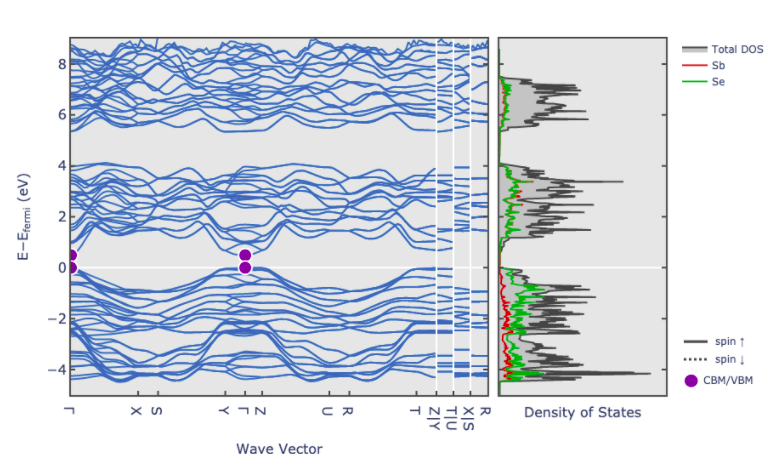 8
6
4
2
0
−2
−4
E−Efermi (eV)
Γ X S Y Γ Z U R T Z|Y T|U X|S R
Wave Vector
Density of States
Total DOS
Sb
Se
spin ↑
spin ↓
CBM/VBM